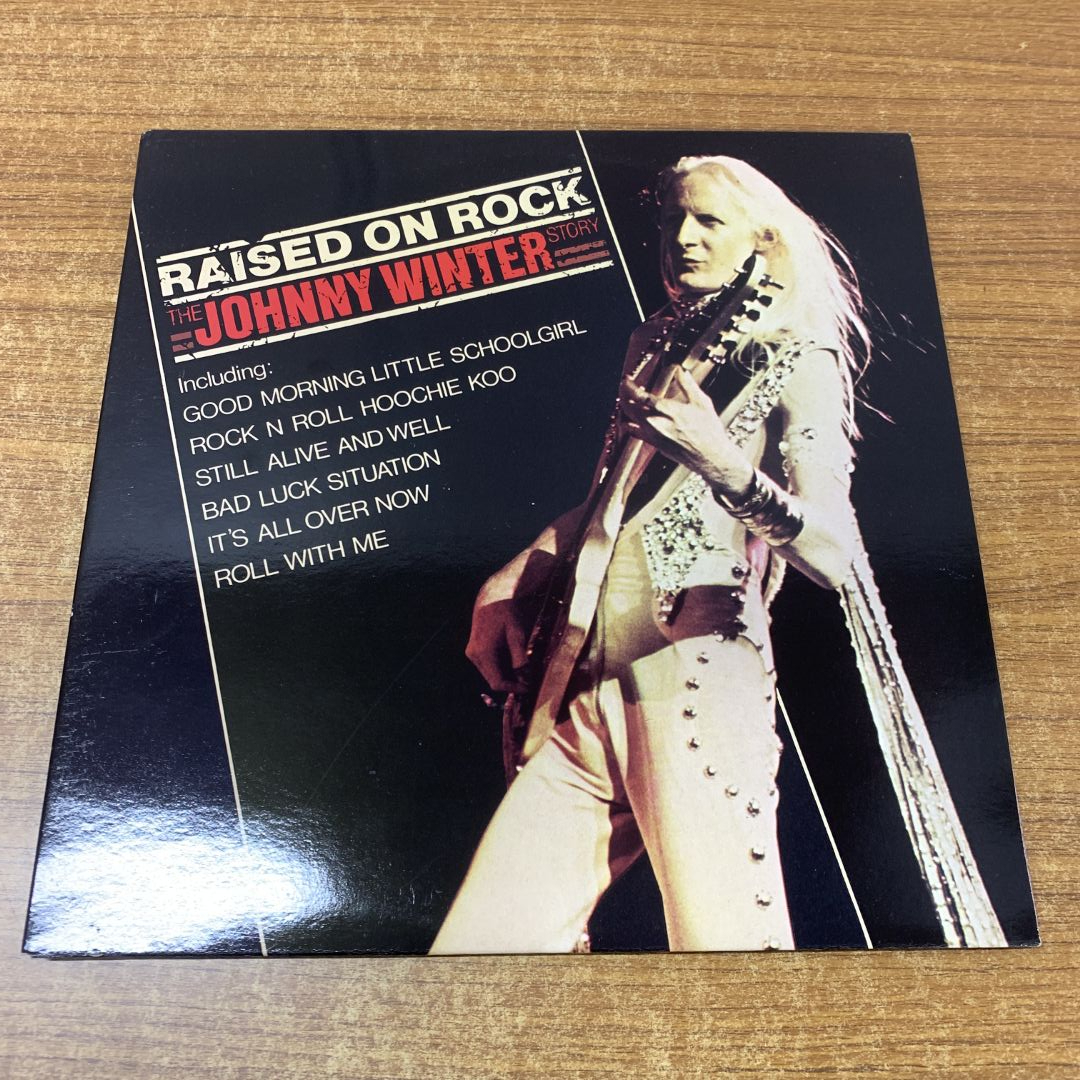 RAISED ON ROCK
THE JOHNNY WINTER STORY
Including:
GOOD MORNING LITTLE SCHOOLGIRL
ROCK N ROLL HOOCHIE KOO
STILL ALIVE AND WELL
BAD LUCK SITUATION
IT'S ALL OVER NOW
ROLL WITH ME